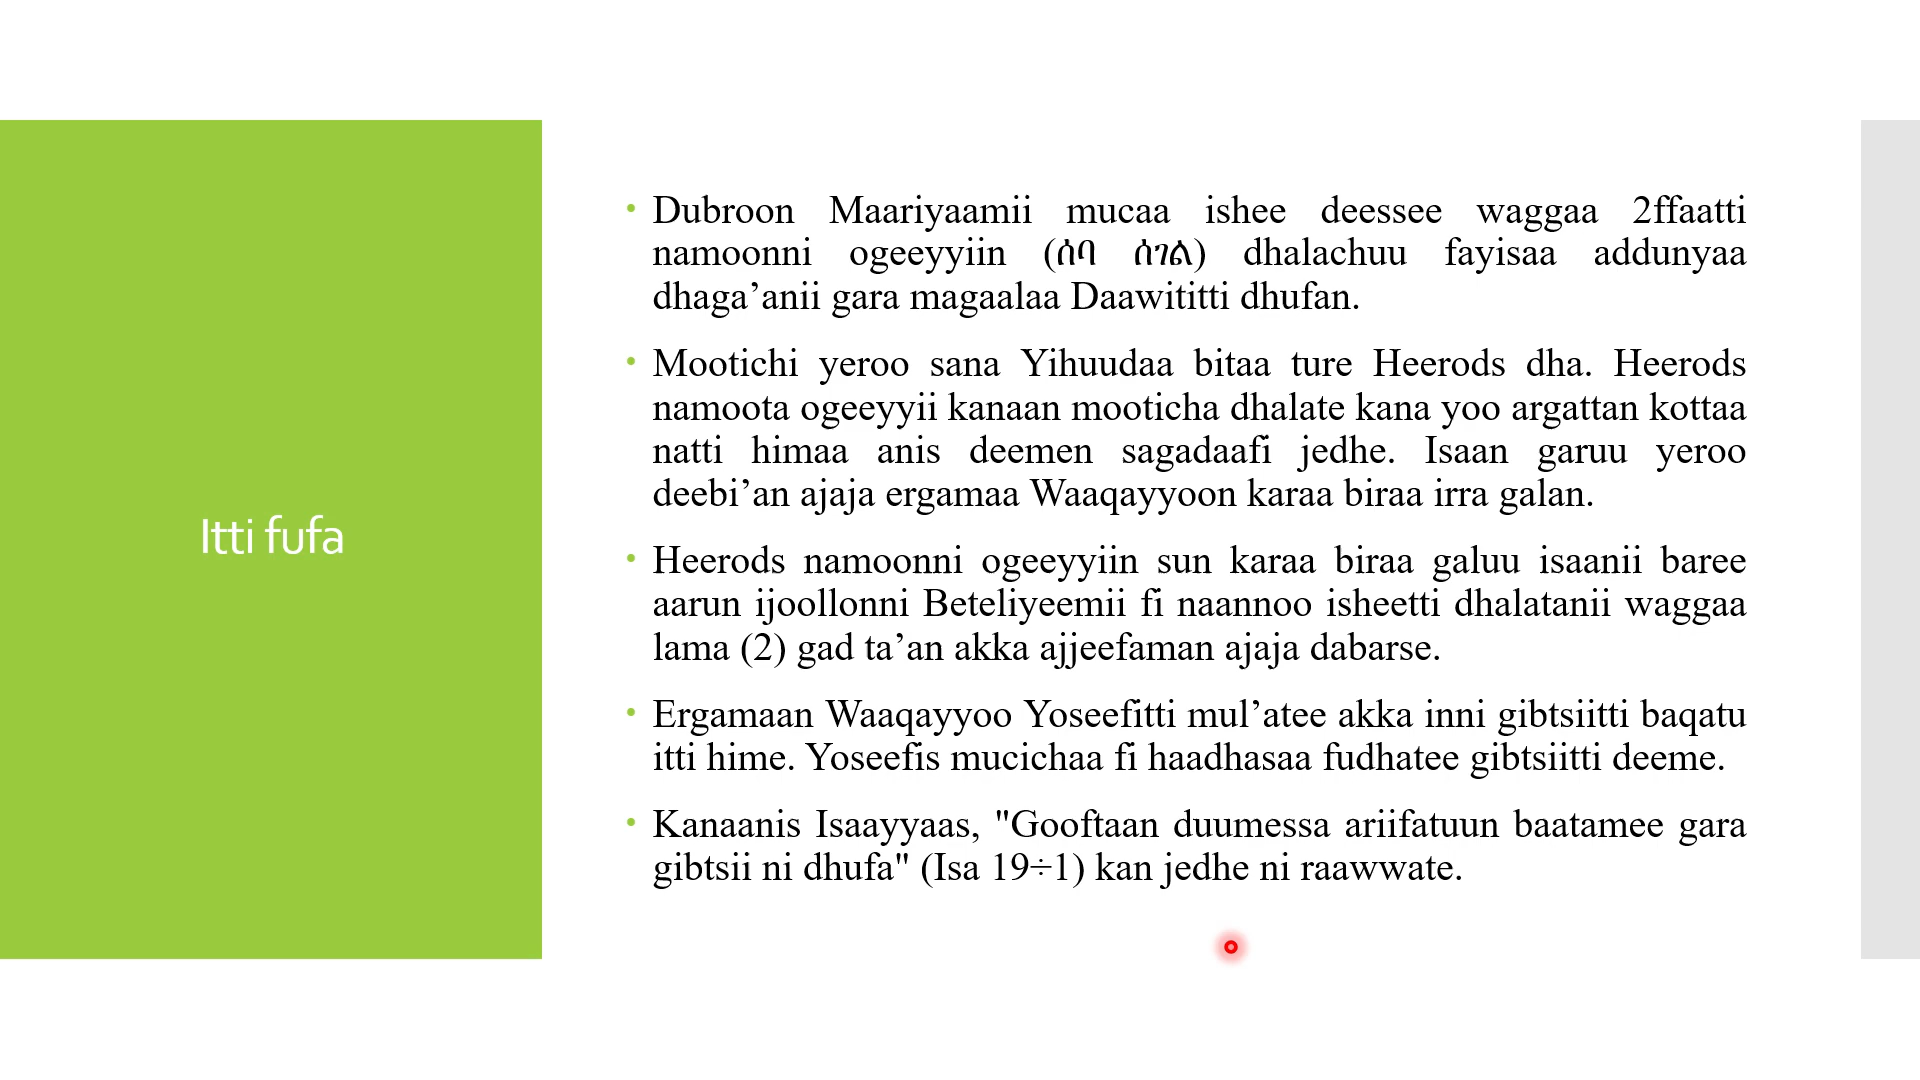 Itti fufa
• Dubroon Maariyaamii mucaa ishee deessee waggaa 2ffaatti
namoonni ogeeyyiin (ሰባ ሰገል) dhalachuu fayisaa addunyaa
dhaga’anii gara magaalaa Daawititti dhufan.
• Mootichi yeroo sana Yihuudaa bitaa ture Heerods dha. Heerods
namoota ogeeyyii kanaan mooticha dhalate kana yoo argattan kottaa
natti himaa anis deemen sagadaafi jedhe. Isaan garuu yeroo
deebi’an ajaja ergamaa Waaqayyoon karaa biraa irra galan.
• Heerods namoonni ogeeyyiin sun karaa biraa galuu isaanii baree
aarun ijoollonni Beteliyeemii fi naannoo isheetti dhalatanii waggaa
lama (2) gad ta’an akka ajjeefaman ajaja dabarse.
• Ergamaan Waaqayyoo Yoseefitti mul’atee akka inni gibtsiitti baqatu
itti hime. Yoseefis mucichaa fi haadhasaa fudhatee gibtsiitti deeme.
• Kanaanis Isaayyaas, "Gooftaan duumessa ariifatuun baatamee gara
gibtsii ni dhufa" (Isa 19÷1) kan jedhe ni raawwate.